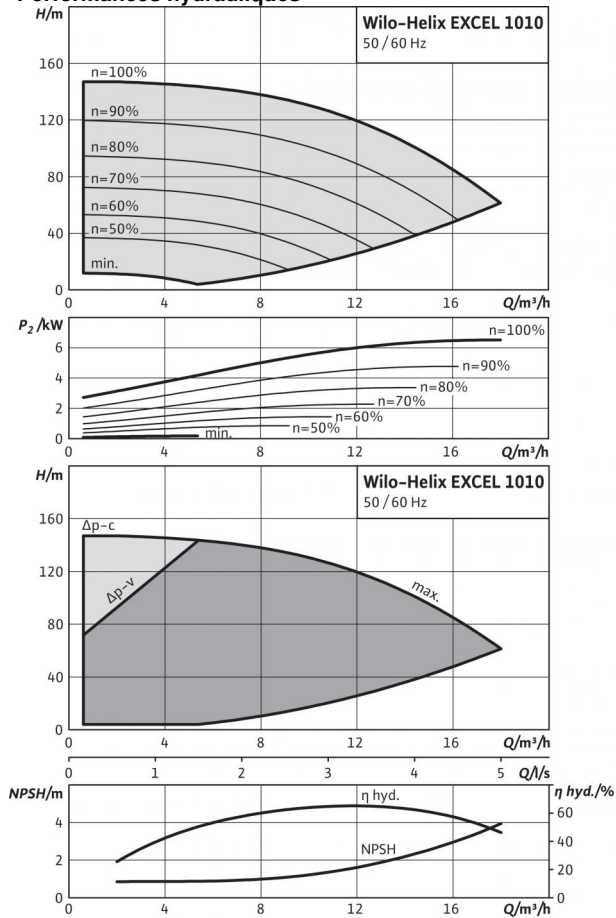 Performances hydrauliques
H/m
Wilo-Helix EXCEL 1010
50/60 Hz
160
n=100%
120
n=90%
n=80%
80
n=70%
n=60%
40
n=50%
min.
0
0 4 8 12 16 Q/m³/h
P₂/kW
n=100%
6
n=90%
4
n=80%
n=70%
2
n=60%
n=50%
min.
0
0 4 8 12 16 Q/m³/h
H/m
Wilo-Helix EXCEL 1010
50/60 Hz
160
Δp-c
120
Δp-v
max.
80
40
0
0 4 8 12 16 Q/m³/h
0 1 2 3 4 5 Q/l/s
NPSH/m
η hyd./%
η hyd.
60
4
40
NPSH
2
20
0
0
0 4 8 12 16 Q/m³/h